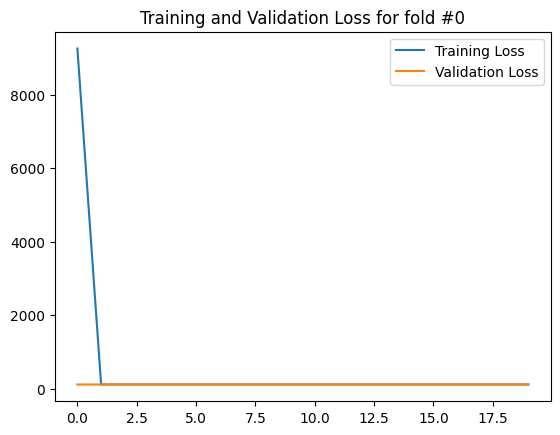 Training and Validation Loss for fold #0
Training Loss
Validation Loss
8000
6000
4000
2000
0
0.0 2.5 5.0 7.5 10.0 12.5 15.0 17.5